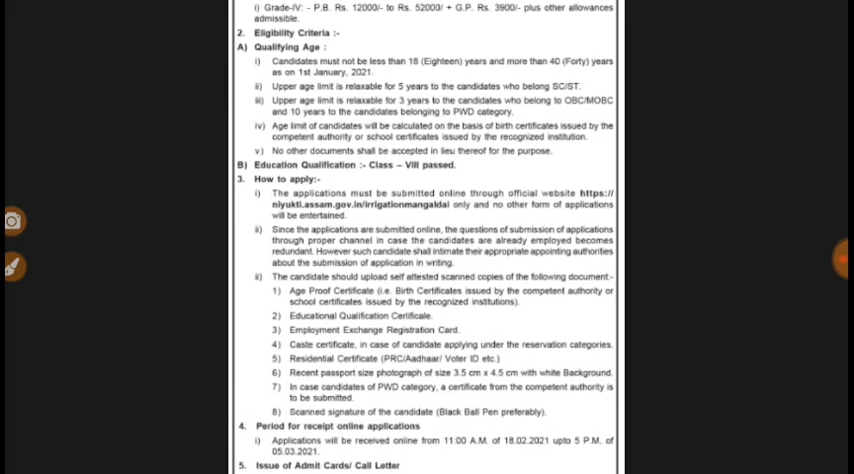 i) Grade-IV: - P.B. Rs. 12000/- to Rs. 52000/ + G.P. Rs. 3900/- plus other allowances
admissible.
2. Eligibility Criteria :-
A) Qualifying Age :
i) Candidates must not be less than 18 (Eighteen) years and more than 40 (Forty) years
as on 1st January, 2021.
ii) Upper age limit is relaxable for 5 years to the candidates who belong SC/ST.
iii) Upper age limit is relaxable for 3 years to the candidates who belong to OBC/MOBC
and 10 years to the candidates belonging to PWD category.
iv) Age limit of candidates will be calculated on the basis of birth certificates issued by the
competent authority or school certificates issued by the recognized institution.
v) No other documents shall be accepted in lieu thereof for the purpose.
B) Education Qualification :- Class – VIII passed.
3. How to apply:-
i) The applications must be submitted online through official website https://
niyukti.assam.gov.in/irrigationmangaldai only and no other form of applications
will be entertained.
ii) Since the applications are submitted online, the questions of submission of applications
through proper channel in case the candidates are already employed becomes
redundant. However such candidate shall intimate their appropriate appointing authorities
about the submission of application in writing.
ii) The candidate should upload self attested scanned copies of the following document:-
1) Age Proof Certificate (i.e. Birth Certificates issued by the competent authority or
school certificates issued by the recognized institutions).
2) Educational Qualification Certificate.
3) Employment Exchange Registration Card.
4) Caste certificate, in case of candidate applying under the reservation categories.
5) Residential Certificate (PRC/Aadhaar/ Voter ID etc.)
6) Recent passport size photograph of size 3.5 cm x 4.5 cm with white Background.
7) In case candidates of PWD category, a certificate from the competent authority is
to be submitted.
8) Scanned signature of the candidate (Black Ball Pen preferably).
4. Period for receipt online applications
i) Applications will be received online from 11:00 A.M. of 18.02.2021 upto 5 P.M. of
05.03.2021.
5. Issue of Admit Cards/ Call Letter